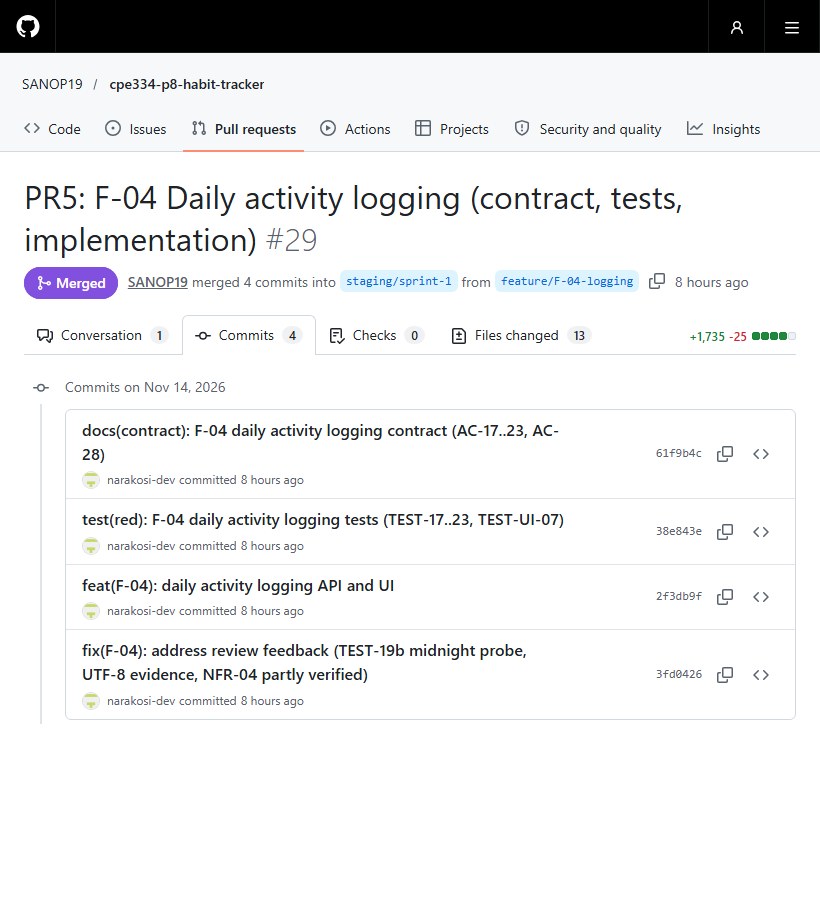 SANOP19 / cpe334-p8-habit-tracker
Code Issues Pull requests Actions Projects Security and quality Insights
PR5: F-04 Daily activity logging (contract, tests,
implementation) #29
Merged SANOP19 merged 4 commits into staging/sprint-1 from feature/F-04-logging 8 hours ago
Conversation 1 Commits 4 Checks 0 Files changed 13 +1,735 -25
Commits on Nov 14, 2026
docs(contract): F-04 daily activity logging contract (AC-17..23, AC-
28)
61f9b4c
narakosi-dev committed 8 hours ago
test(red): F-04 daily activity logging tests (TEST-17..23, TEST-UI-07)
38e843e
narakosi-dev committed 8 hours ago
feat(F-04): daily activity logging API and UI
2f3db9f
narakosi-dev committed 8 hours ago
fix(F-04): address review feedback (TEST-19b midnight probe,
UTF-8 evidence, NFR-04 partly verified)
3fd0426
narakosi-dev committed 8 hours ago